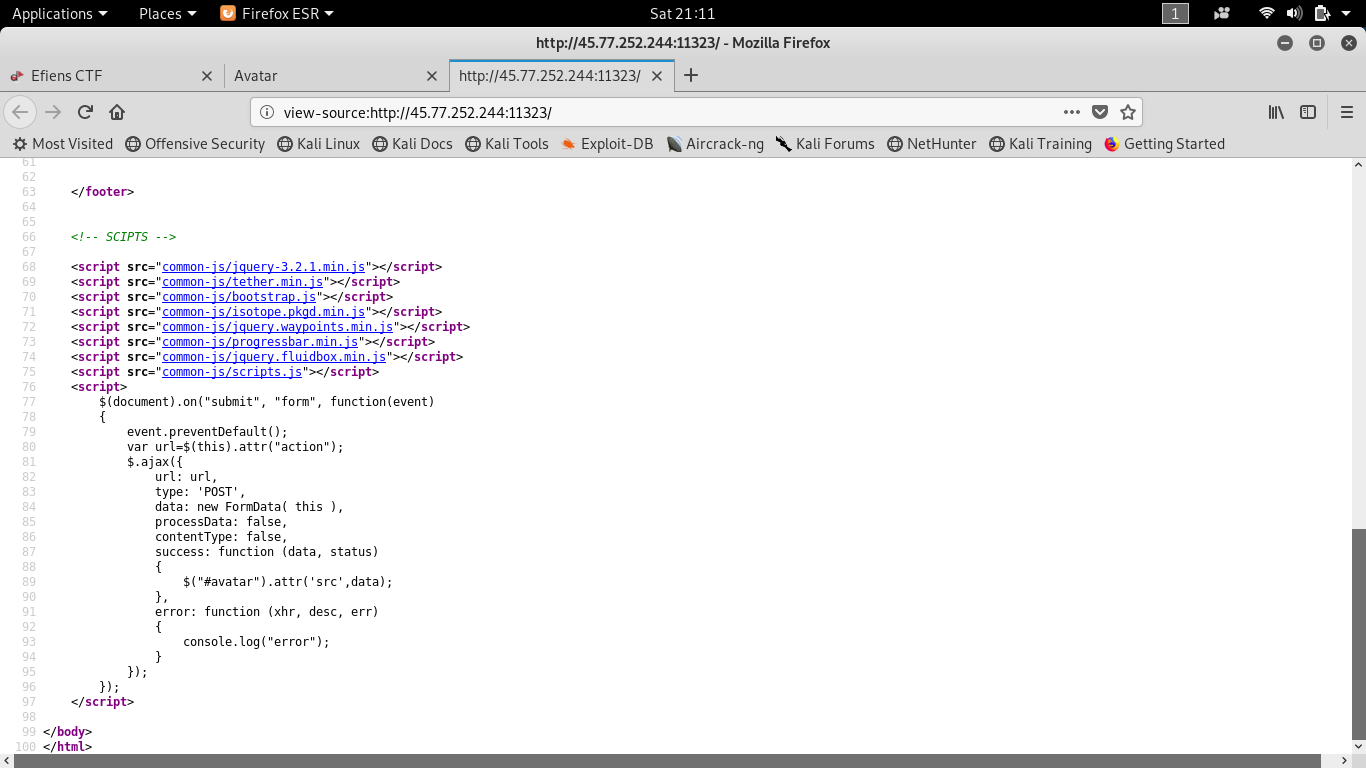 Applications Places Firefox ESR Sat 21:11 1
http://45.77.252.244:11323/ - Mozilla Firefox
Efiens CTF Avatar http://45.77.252.244:11323/
view-source:http://45.77.252.244:11323/
Most Visited Offensive Security Kali Linux Kali Docs Kali Tools Exploit-DB Aircrack-ng Kali Forums NetHunter Kali Training Getting Started
61
62
63 </footer>
64
65
66 <!-- SCIPTS -->
67
68 <script src="common-js/jquery-3.2.1.min.js"></script>
69 <script src="common-js/tether.min.js"></script>
70 <script src="common-js/bootstrap.js"></script>
71 <script src="common-js/isotope.pkgd.min.js"></script>
72 <script src="common-js/jquery.waypoints.min.js"></script>
73 <script src="common-js/progressbar.min.js"></script>
74 <script src="common-js/jquery.fluidbox.min.js"></script>
75 <script src="common-js/scripts.js"></script>
76 <script>
77 $(document).on("submit", "form", function(event)
78 {
79 event.preventDefault();
80 var url=$(this).attr("action");
81 $.ajax({
82 url: url,
83 type: 'POST',
84 data: new FormData( this ),
85 processData: false,
86 contentType: false,
87 success: function (data, status)
88 {
89 $("#avatar").attr('src',data);
90 },
91 error: function (xhr, desc, err)
92 {
93 console.log("error");
94 }
95 });
96 });
97 </script>
98
99 </body>
100 </html>